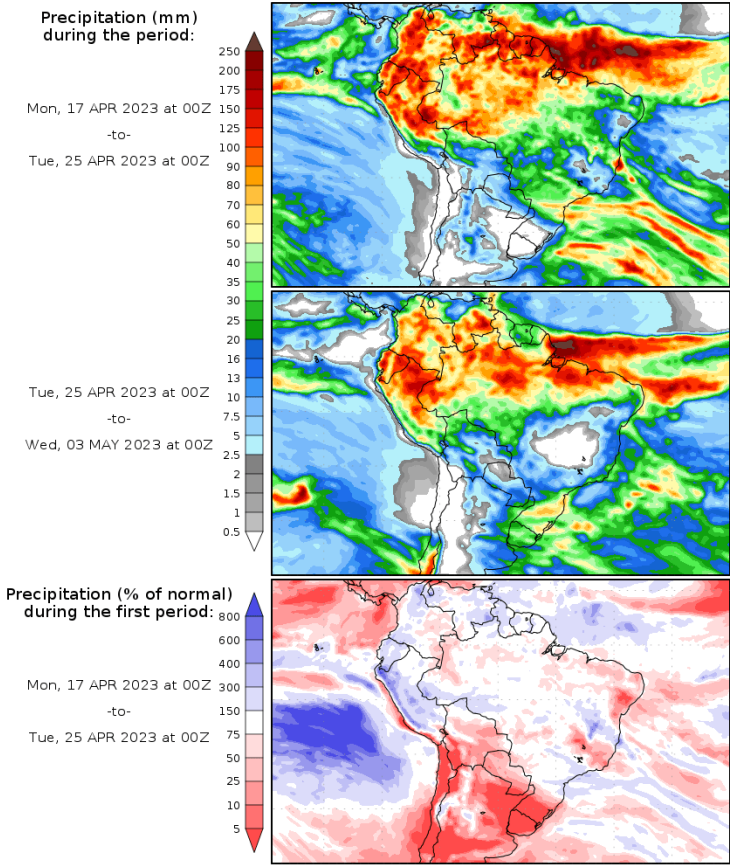 Precipitation (mm)
during the period:
250
200
175
150
125
100
90
80
70
60
50
40
35
30
25
20
16
13
10
7.5
5
2.5
2
1.5
1
0.5
Mon, 17 APR 2023 at 00Z
-to-
Tue, 25 APR 2023 at 00Z
Tue, 25 APR 2023 at 00Z
-to-
Wed, 03 MAY 2023 at 00Z
Precipitation (% of normal)
during the first period:
800
600
400
300
150
75
50
25
10
5
Mon, 17 APR 2023 at 00Z
-to-
Tue, 25 APR 2023 at 00Z